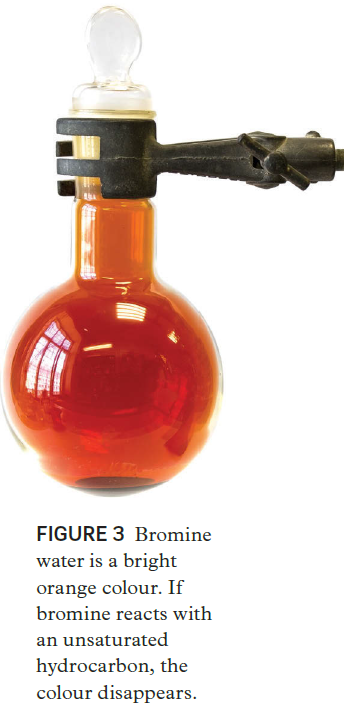 FIGURE 3 Bromine
water is a bright
orange colour. If
bromine reacts with
an unsaturated
hydrocarbon, the
colour disappears.